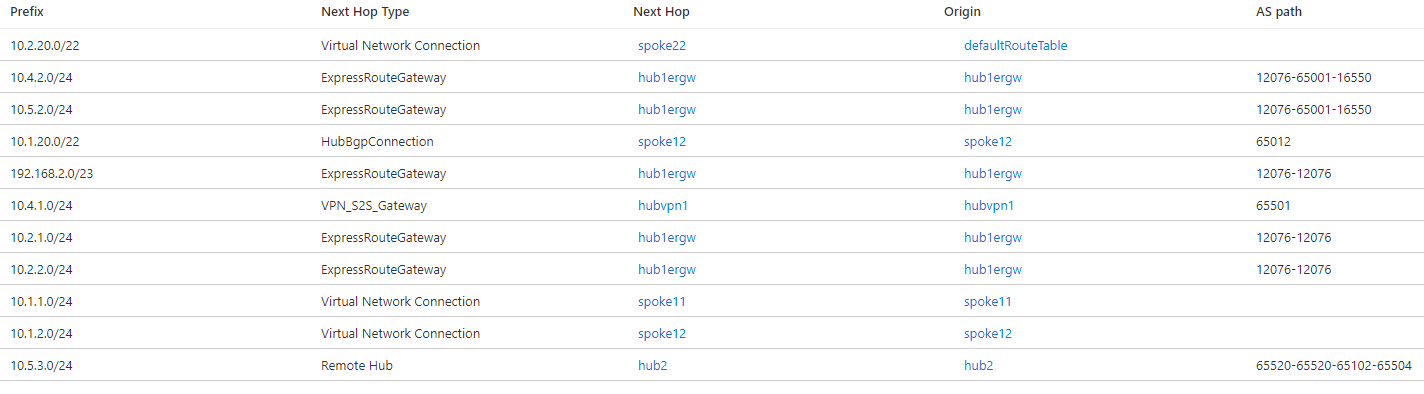 Prefix Next Hop Type Next Hop Origin AS path
10.2.20.0/22 Virtual Network Connection spoke22 defaultRouteTable
10.4.2.0/24 ExpressRouteGateway hub1ergw hub1ergw 12076-65001-16550
10.5.2.0/24 ExpressRouteGateway hub1ergw hub1ergw 12076-65001-16550
10.1.20.0/22 HubBgpConnection spoke12 spoke12 65012
192.168.2.0/23 ExpressRouteGateway hub1ergw hub1ergw 12076-12076
10.4.1.0/24 VPN_S2S_Gateway hubvpn1 hubvpn1 65501
10.2.1.0/24 ExpressRouteGateway hub1ergw hub1ergw 12076-12076
10.2.2.0/24 ExpressRouteGateway hub1ergw hub1ergw 12076-12076
10.1.1.0/24 Virtual Network Connection spoke11 spoke11
10.1.2.0/24 Virtual Network Connection spoke12 spoke12
10.5.3.0/24 Remote Hub hub2 hub2 65520-65520-65102-65504